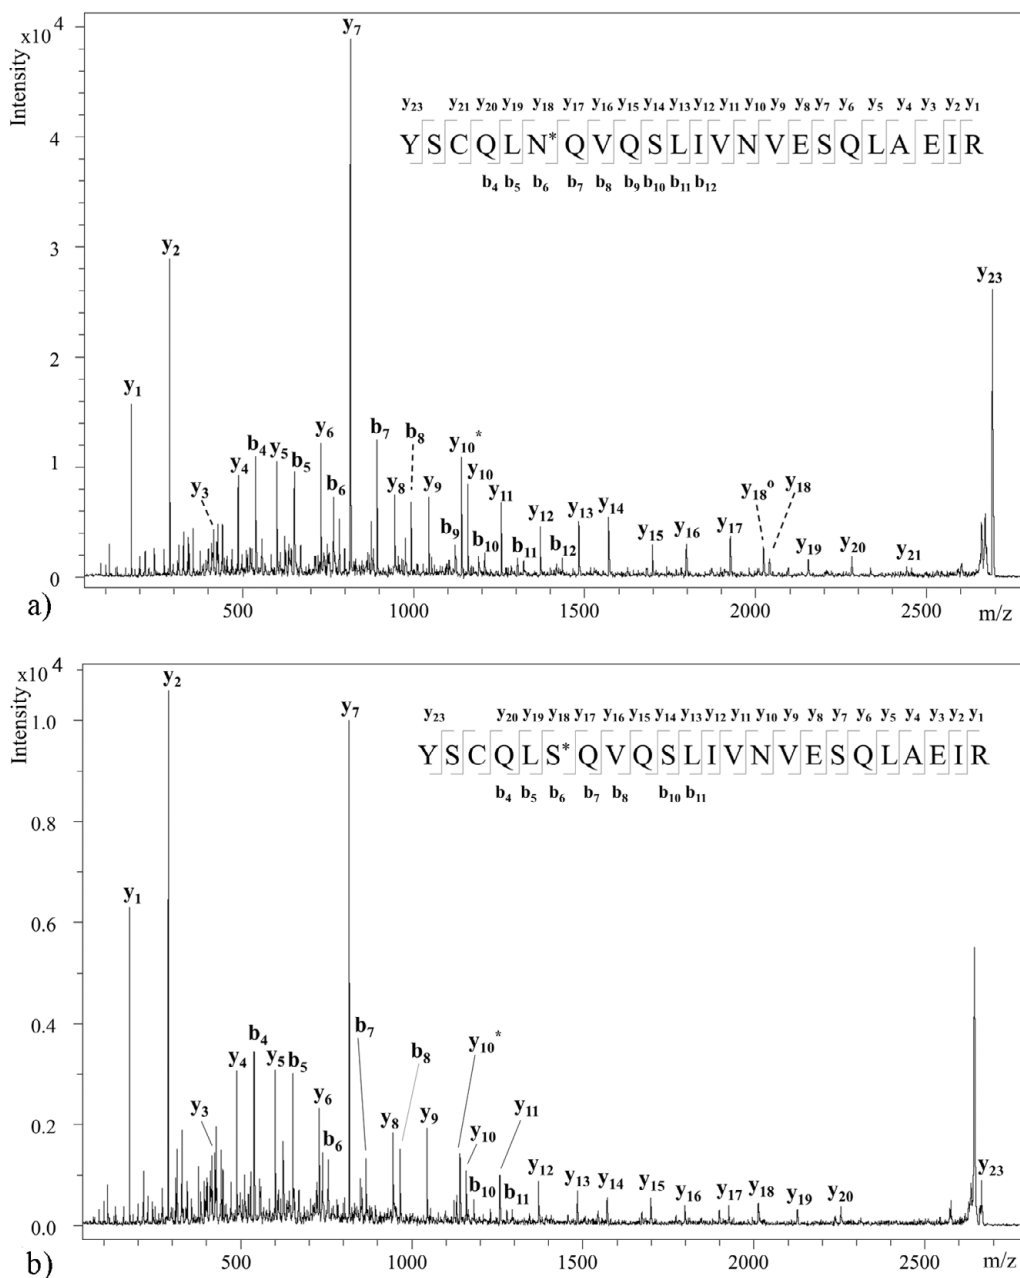 x10⁴
Intensity
4
3
2
1
0
y₂₃ y₂₁ y₂₀ y₁₉ y₁₈ y₁₇ y₁₆ y₁₅ y₁₄ y₁₃ y₁₂ y₁₁ y₁₀ y₉ y₈ y₇ y₆ y₅ y₄ y₃ y₂ y₁
Y S C Q L N* Q V Q S L I V N V E S Q L A E I R
b₄ b₅ b₆ b₇ b₈ b₉ b₁₀ b₁₁ b₁₂
y₁ y₂ y₃ y₄ b₄ y₅ b₅ y₆ b₆ y₇ b₇ y₈ b₈ y₉ b₉ y₁₀* y₁₀ b₁₀ y₁₁ b₁₁ y₁₂ b₁₂ y₁₃ y₁₄ y₁₅ y₁₆ y₁₇ y₁₈° y₁₈ y₁₉ y₂₀ y₂₁ y₂₃
500 1000 1500 2000 2500 m/z
a)
x10⁴
Intensity
1.0
0.8
0.6
0.4
0.2
0.0
y₂₃ y₂₀ y₁₉ y₁₈ y₁₇ y₁₆ y₁₅ y₁₄ y₁₃ y₁₂ y₁₁ y₁₀ y₉ y₈ y₇ y₆ y₅ y₄ y₃ y₂ y₁
Y S C Q L S* Q V Q S L I V N V E S Q L A E I R
b₄ b₅ b₆ b₇ b₈ b₁₀ b₁₁
y₁ y₂ y₃ y₄ b₄ y₅ b₅ y₆ b₆ y₇ b₇ y₈ b₈ y₉ y₁₀* y₁₀ b₁₀ y₁₁ b₁₁ y₁₂ y₁₃ y₁₄ y₁₅ y₁₆ y₁₇ y₁₈ y₁₉ y₂₀ y₂₃
500 1000 1500 2000 2500 m/z
b)